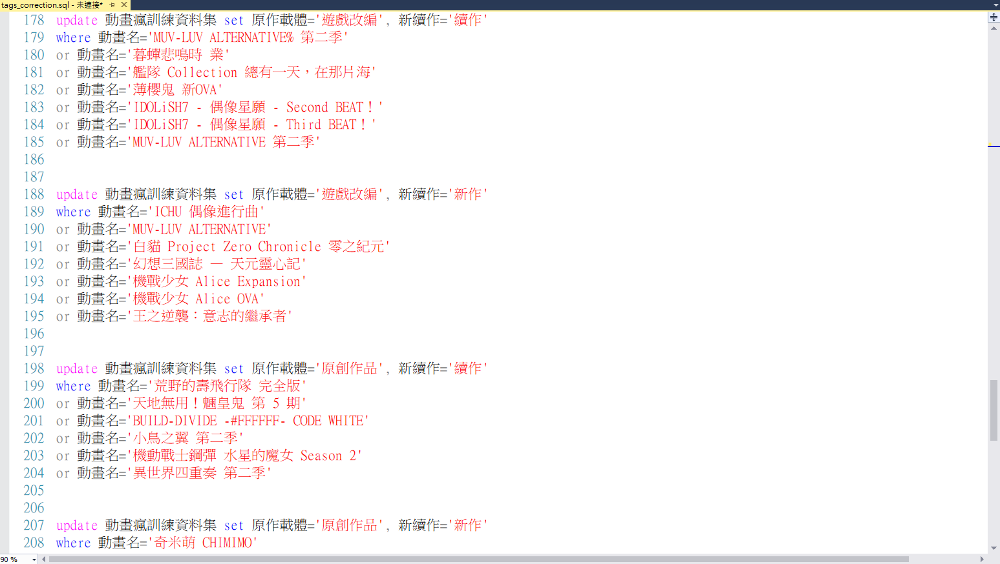 tags_correction.sql - 未連接*
178 update 動畫瘋訓練資料集 set 原作載體='遊戲改編', 新續作='續作'
179 where 動畫名='MUV-LUV ALTERNATIVE% 第二季'
180 or 動畫名='暮蟬悲鳴時 業'
181 or 動畫名='艦隊 Collection 總有一天，在那片海'
182 or 動畫名='薄櫻鬼 新OVA'
183 or 動畫名='IDOLiSH7 - 偶像星願 - Second BEAT！'
184 or 動畫名='IDOLiSH7 - 偶像星願 - Third BEAT！'
185 or 動畫名='MUV-LUV ALTERNATIVE 第二季'
186
187
188 update 動畫瘋訓練資料集 set 原作載體='遊戲改編', 新續作='新作'
189 where 動畫名='ICHU 偶像進行曲'
190 or 動畫名='MUV-LUV ALTERNATIVE'
191 or 動畫名='白貓 Project Zero Chronicle 零之紀元'
192 or 動畫名='幻想三國誌 — 天元靈心記'
193 or 動畫名='機戰少女 Alice Expansion'
194 or 動畫名='機戰少女 Alice OVA'
195 or 動畫名='王之逆襲：意志的繼承者'
196
197
198 update 動畫瘋訓練資料集 set 原作載體='原創作品', 新續作='續作'
199 where 動畫名='荒野的壽飛行隊 完全版'
200 or 動畫名='天地無用！魎皇鬼 第 5 期'
201 or 動畫名='BUILD-DIVIDE -#FFFFFF- CODE WHITE'
202 or 動畫名='小鳥之翼 第二季'
203 or 動畫名='機動戰士鋼彈 水星的魔女 Season 2'
204 or 動畫名='異世界四重奏 第二季'
205
206
207 update 動畫瘋訓練資料集 set 原作載體='原創作品', 新續作='新作'
208 where 動畫名='奇米萌 CHIMIMO'
90 %